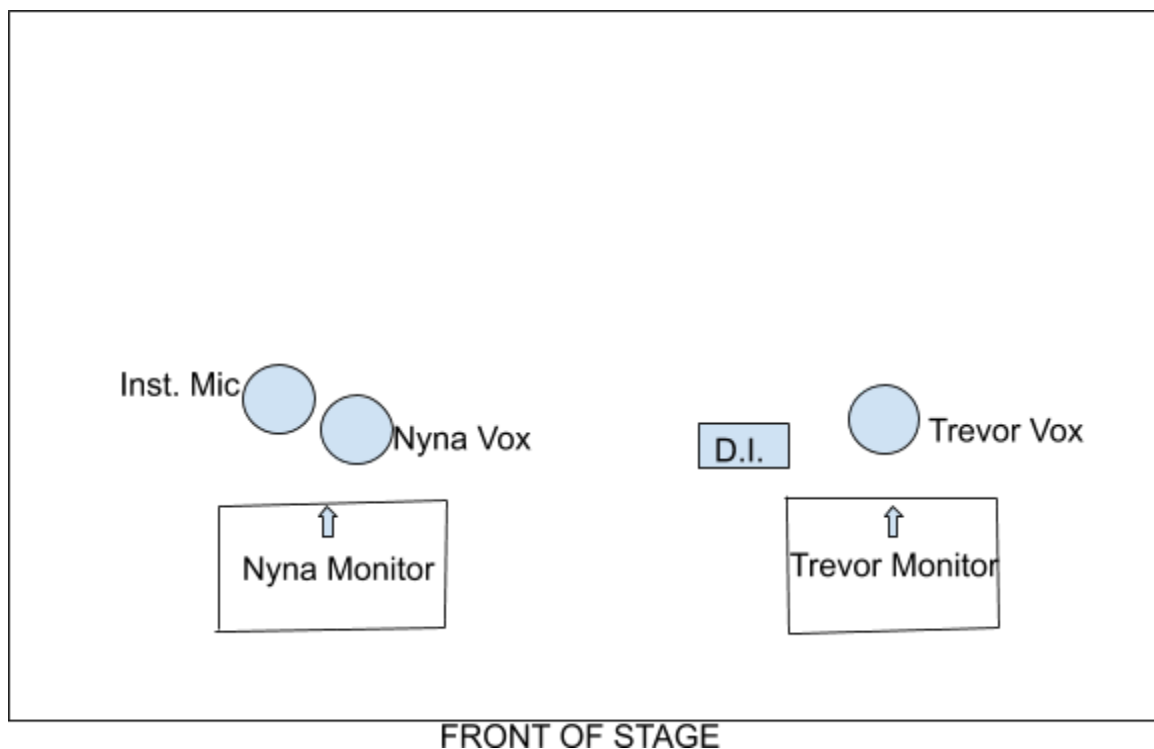 Inst. Mic
Nyna Vox
Trevor Vox
D.I.
Nyna Monitor
Trevor Monitor
FRONT OF STAGE